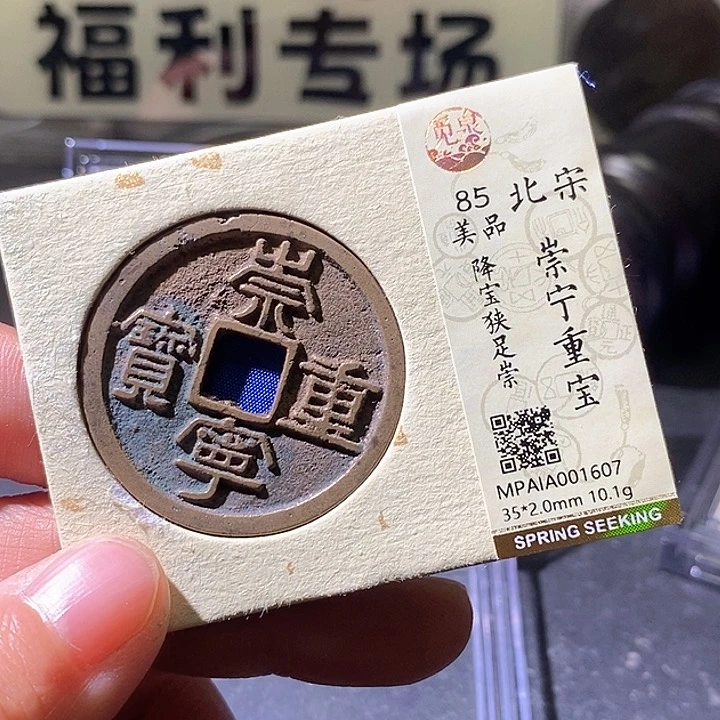 福利专场
崇寧重寶
觅泉
85 北宋
美品
崇宁重宝
降宝狭足崇
MPAIA001607
35*2.0mm 10.1g
SPRING SEEKING